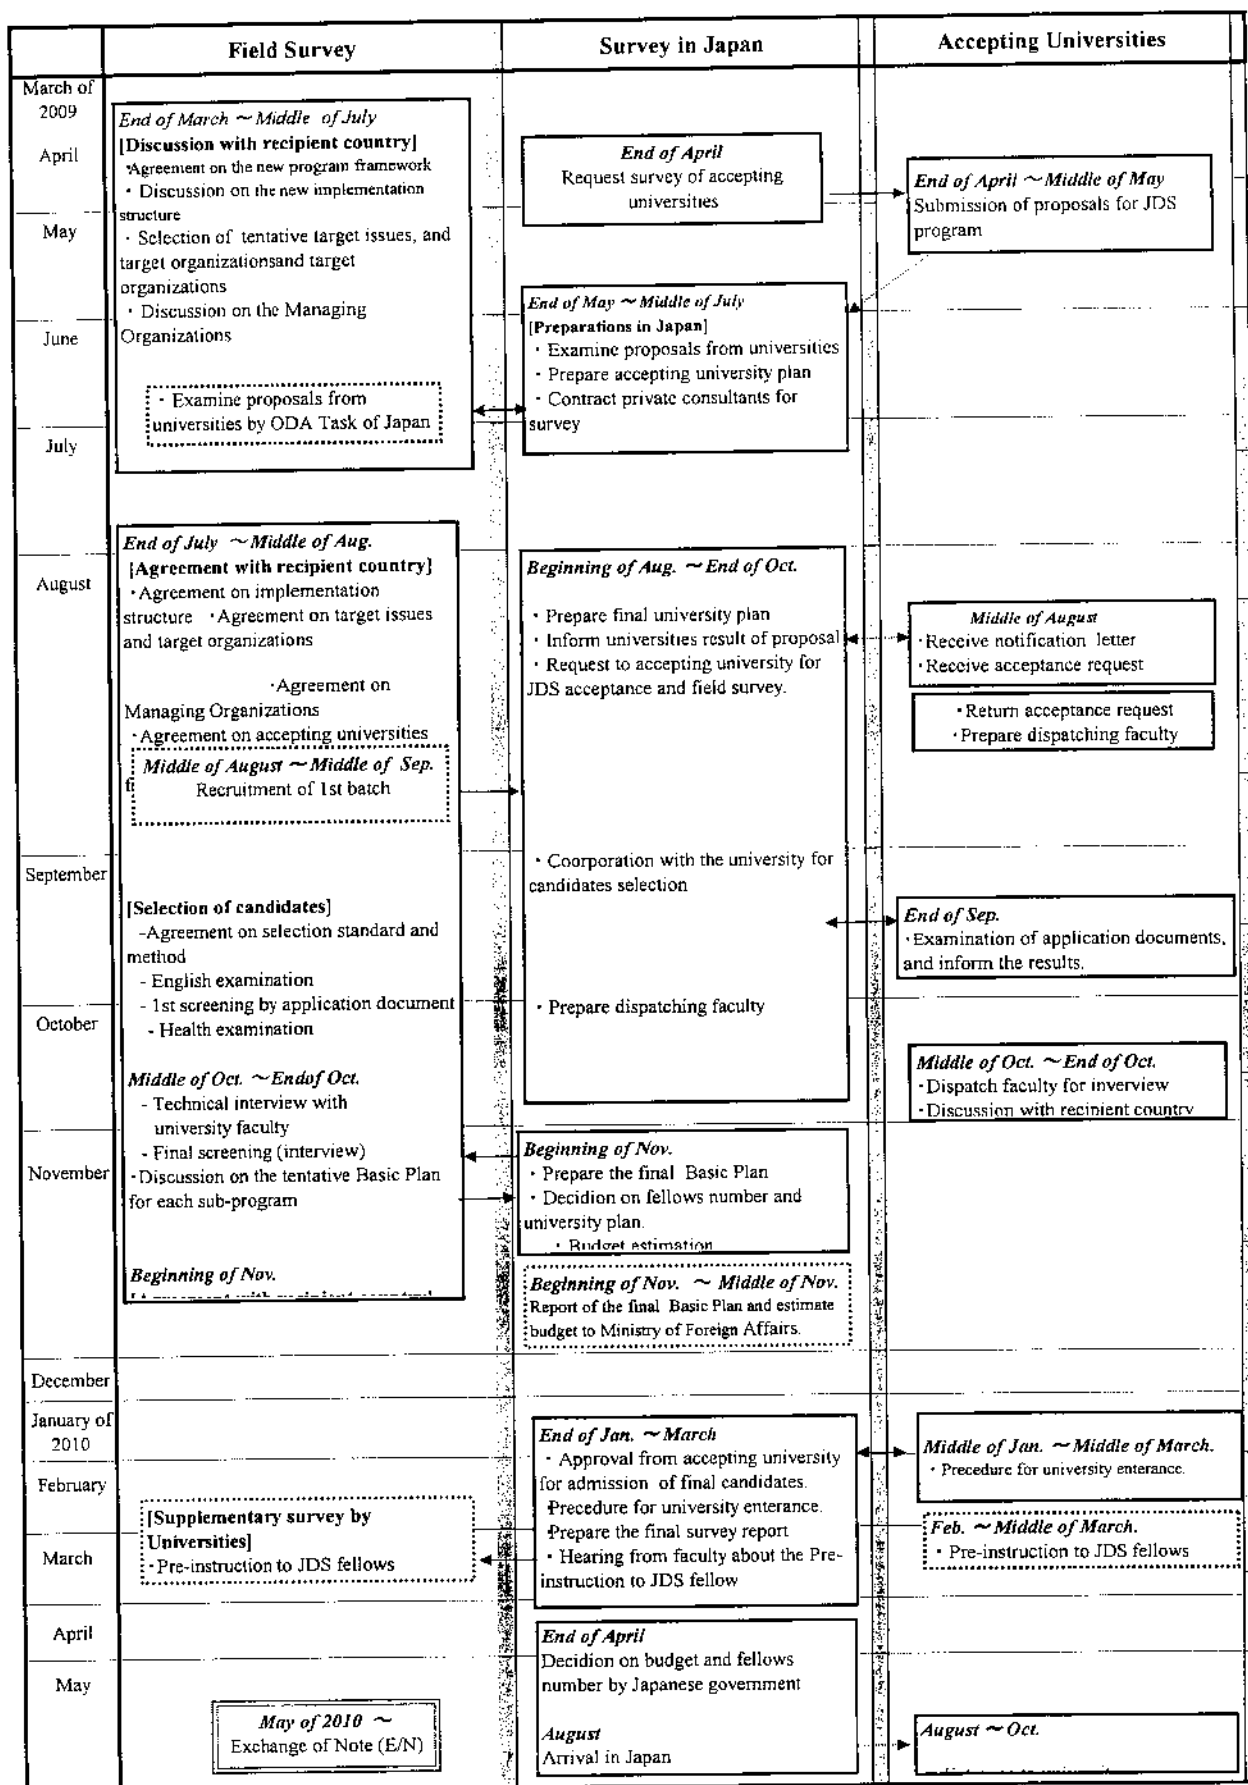 Field Survey
Survey in Japan
Accepting Universities
March of
2009
April
May
June
July
August
September
October
November
December
January of
2010
February
March
April
May
End of March ～Middle of July
[Discussion with recipient country]
・Agreement on the new program framework
・Discussion on the new implementation
structure
・Selection of tentative target issues, and
target organizationsand target
organizations
・Discussion on the Managing
Organizations
・Examine proposals from
universities by ODA Task of Japan
End of July ～Middle of Aug.
[Agreement with recipient country]
・Agreement on implementation
structure ・Agreement on target issues
and target organizations
・Agreement on
Managing Organizations
・Agreement on accepting universities
Middle of August ～Middle of Sep.
Recruitment of 1st batch
[Selection of candidates]
-Agreement on selection standard and
method
- English examination
- 1st screening by application document
- Health examination
Middle of Oct. ～Endof Oct.
- Technical interview with
university faculty
- Final screening (interview)
・Discussion on the tentative Basic Plan
for each sub-program
Beginning of Nov.
[Supplementary survey by
Universities]
・Pre-instruction to JDS fellows
May of 2010 ～
Exchange of Note (E/N)
End of April
Request survey of accepting
universities
End of May ～Middle of July
[Preparations in Japan]
・Examine proposals from universities
・Prepare accepting university plan
・Contract private consultants for
survey
Beginning of Aug. ～End of Oct.
・Prepare final university plan
・Inform universities result of proposal
・Request to accepting university for
JDS acceptance and field survey.
・Coorporation with the university for
candidates selection
・Prepare dispatching faculty
Beginning of Nov.
・Prepare the final Basic Plan
・Decidion on fellows number and
university plan.
・Budget estimation
Beginning of Nov. ～ Middle of Nov.
Report of the final Basic Plan and estimate
budget to Ministry of Foreign Affairs.
End of Jan. ～March
・Approval from accepting university
for admission of final candidates.
・Precedure for university enterance.
・Prepare the final survey report
・Hearing from faculty about the Pre-
instruction to JDS fellow
End of April
Decidion on budget and fellows
number by Japanese government
August
Arrival in Japan
End of April ～Middle of May
Submission of proposals for JDS
program
Middle of August
・Receive notification letter
・Receive acceptance request
・Return acceptance request
・Prepare dispatching faculty
End of Sep.
・Examination of application documents,
and inform the results.
Middle of Oct. ～End of Oct.
・Dispatch faculty for inverview
・Discussion with recipient country
Middle of Jan. ～Middle of March.
・Precedure for university enterance.
Feb. ～Middle of March.
・Pre-instruction to JDS fellows
August ～Oct.